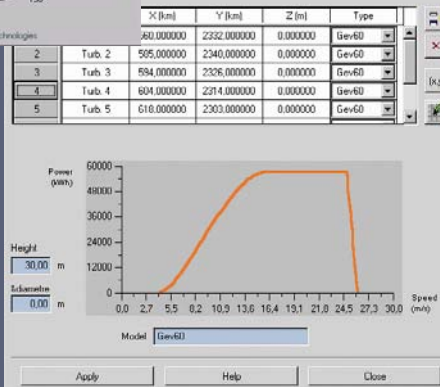 730
X (km) Y (km) Z (m) Type
560,000000 2332,000000 0,000000 Gev60
chnologies
2 Turb. 2 585,000000 2340,000000 0,000000 Gev60
3 Turb. 3 594,000000 2326,000000 0,000000 Gev60
4 Turb. 4 604,000000 2314,000000 0,000000 Gev60
5 Turb. 5 618,000000 2303,000000 0,000000 Gev60
Power
(kWh)
60000
48000
36000
24000
12000
0
Height
30,00 m
diametre
0,00 m
0,0 2,7 5,5 8,2 10,9 13,6 16,4 19,1 21,8 24,5 27,3 30,0
Speed
(m/s)
Model Gev60
Apply Help Close